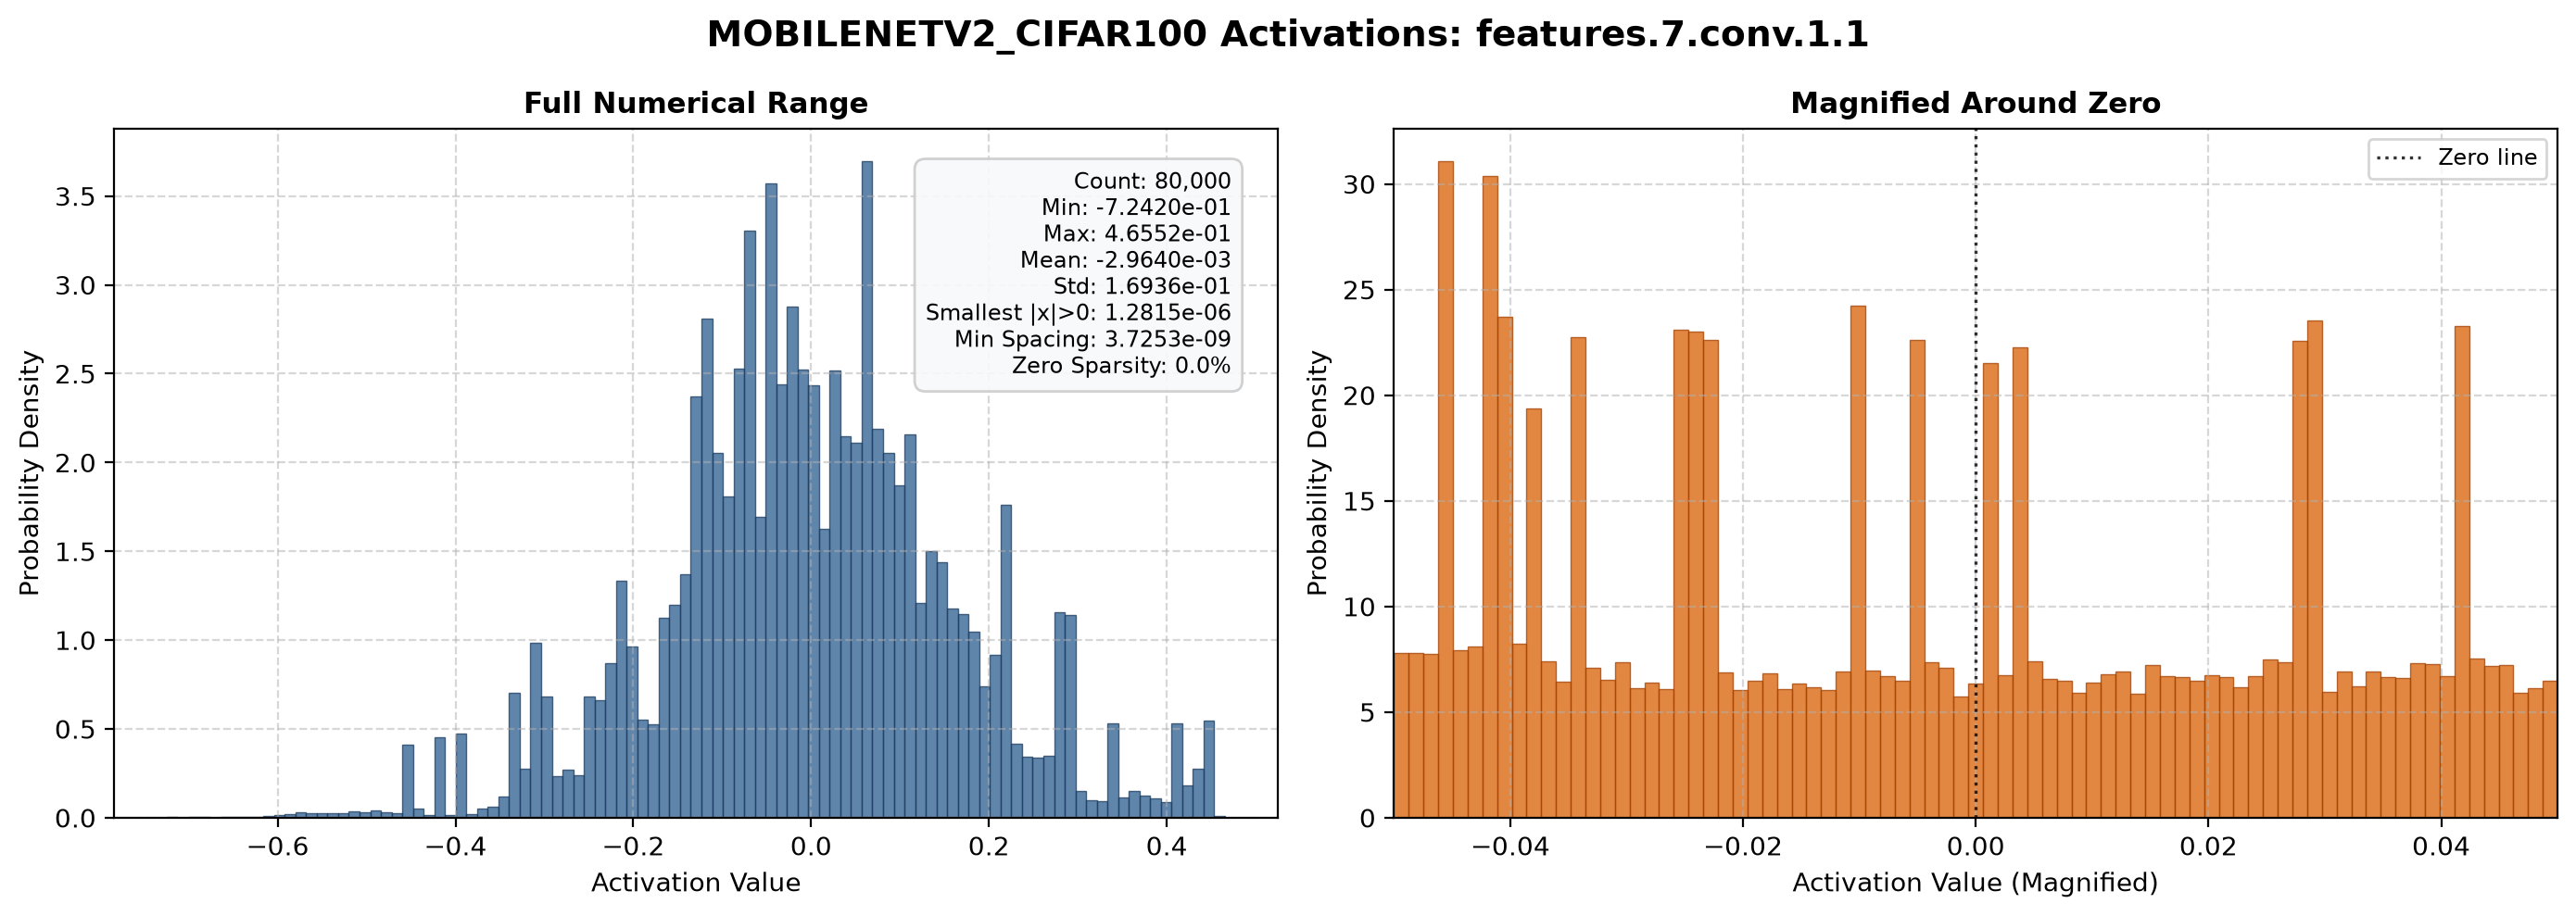 MOBILENETV2_CIFAR100 Activations: features.7.conv.1.1
Full Numerical Range
Probability Density
3.5
3.0
2.5
2.0
1.5
1.0
0.5
0.0
Count: 80,000
Min: -7.2420e-01
Max: 4.6552e-01
Mean: -2.9640e-03
Std: 1.6936e-01
Smallest |x|>0: 1.2815e-06
Min Spacing: 3.7253e-09
Zero Sparsity: 0.0%
−0.6 −0.4 −0.2 0.0 0.2 0.4
Activation Value
Magnified Around Zero
Probability Density
30
25
20
15
10
5
0
Zero line
−0.04 −0.02 0.00 0.02 0.04
Activation Value (Magnified)